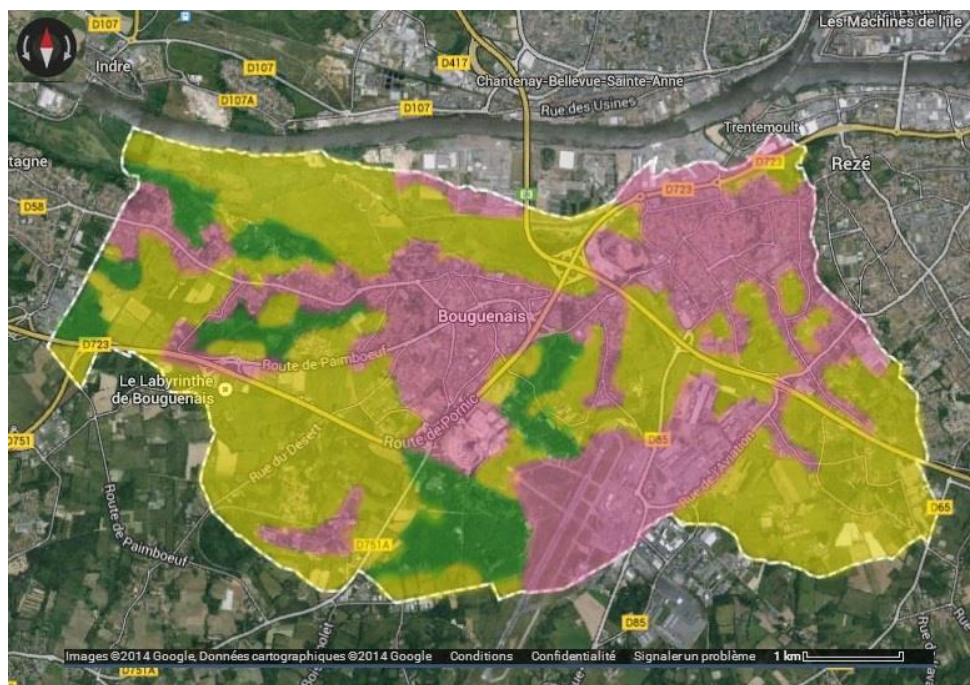 D107
Les Machines de l'île
Indre
D107
D417
Chantenay-Bellevue-Sainte-Anne
D107A
D107
Rue des Usines
Trentemoult
tagne
D723
Rezé
D58
E3
D723
Bouguenais
D723
Route de Paimboeuf
Le Labyrinthe
de Bouguenais
D751
Route de Pornic
D85
Rue du Désert
Rue de l'Aviation
D65
Route de Paimboeuf
D751A
D85
Images ©2014 Google, Données cartographiques ©2014 Google Conditions Confidentialité Signaler un problème 1 km
D751A